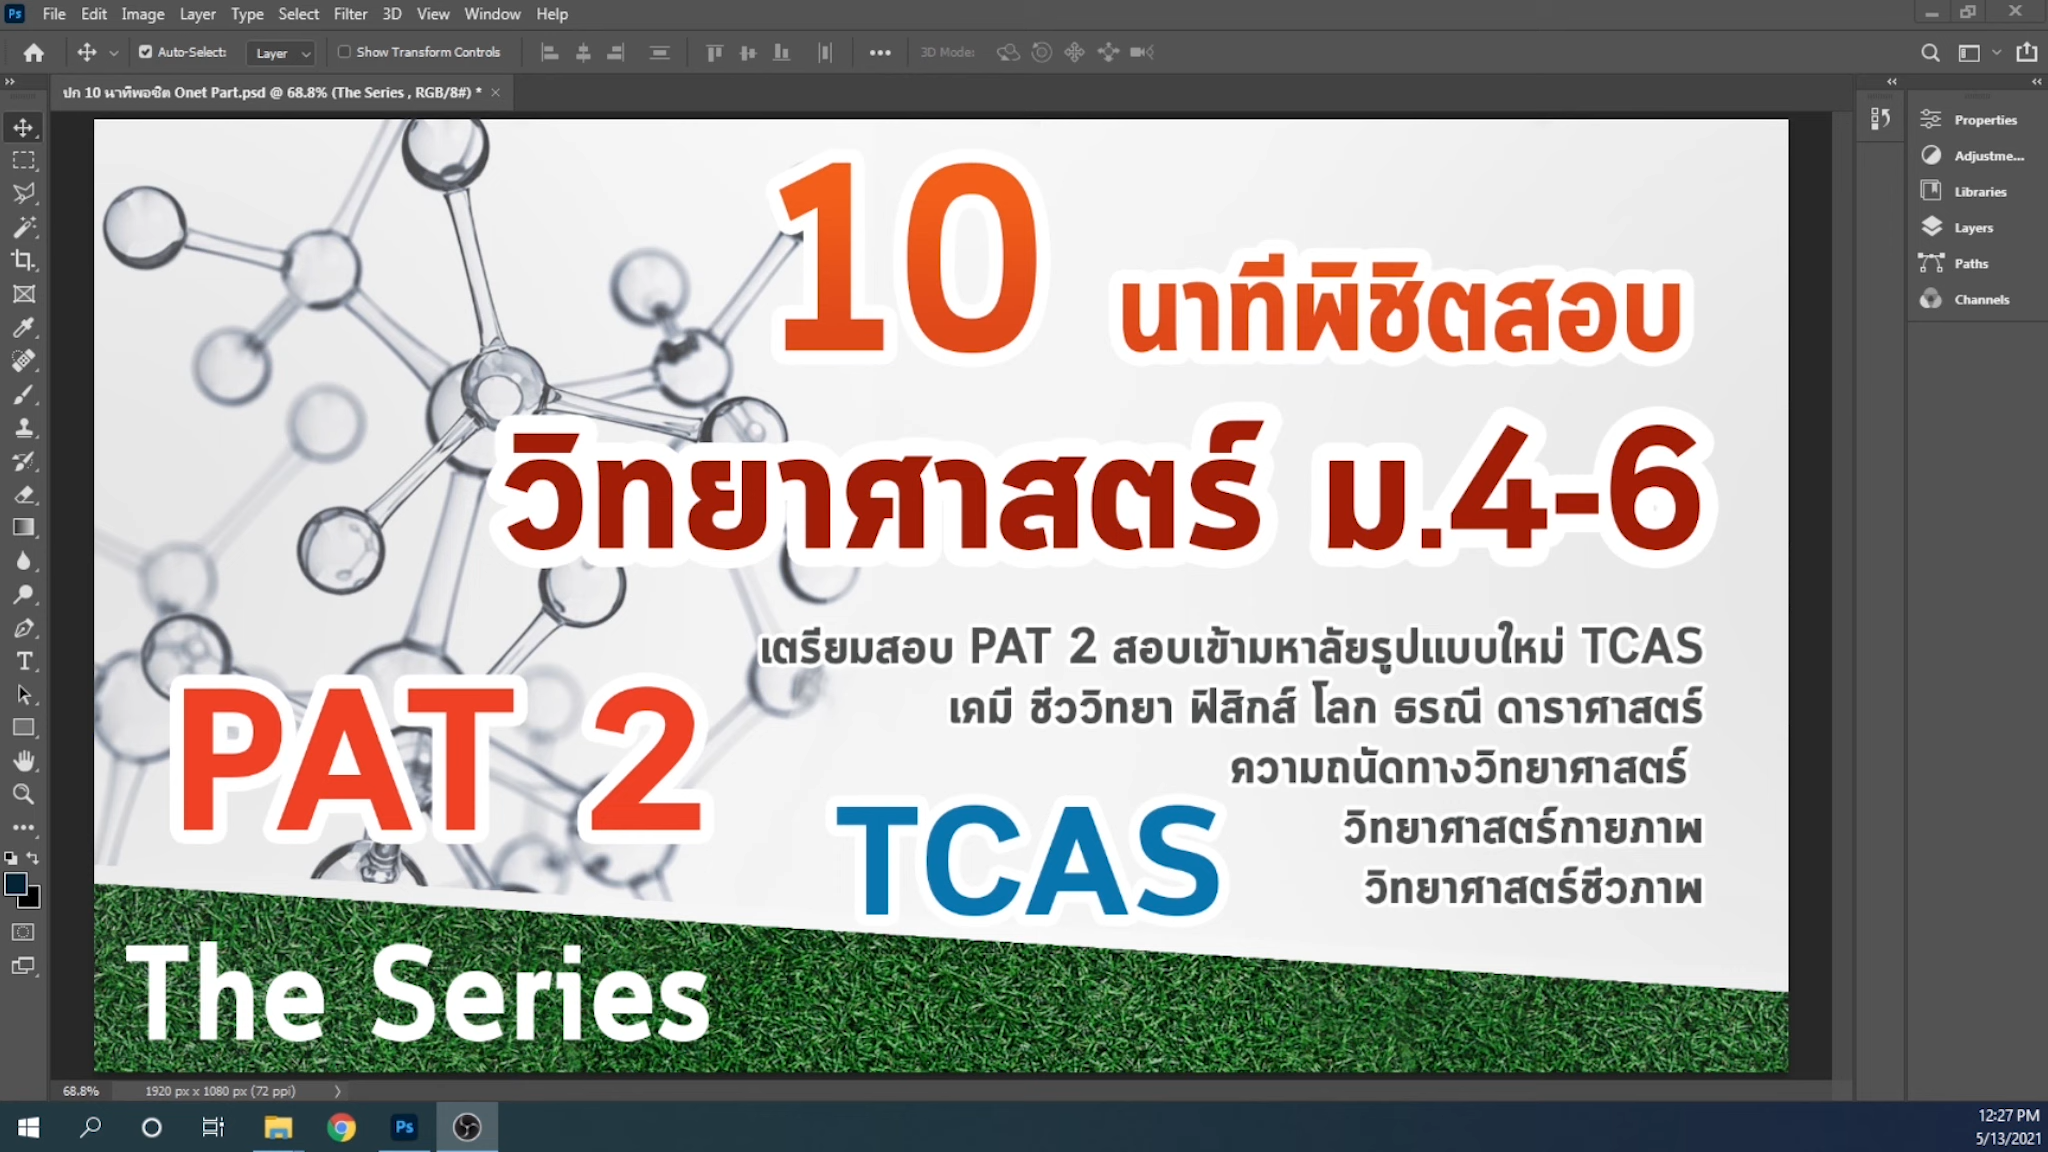 Ps File Edit Image Layer Type Select Filter 3D View Window Help
Auto-Select: Layer Show Transform Controls 3D Mode:
ปก 10 นาทีพอชิต Onet Part.psd @ 68.8% (The Series , RGB/8#) *
Properties
Adjustme...
Libraries
Layers
Paths
Channels
10 นาทีพิชิตสอบ
วิทยาศาสตร์ ม.4-6
เตรียมสอบ PAT 2 สอบเข้ามหาลัยรูปแบบใหม่ TCAS
เคมี ชีววิทยา ฟิสิกส์ โลก ธรณี ดาราศาสตร์
ความถนัดทางวิทยาศาสตร์
วิทยาศาสตร์กายภาพ
วิทยาศาสตร์ชีวภาพ
PAT 2
TCAS
The Series
68.8% 1920 px x 1080 px (72 ppi)
Ps
12:27 PM
5/13/2021